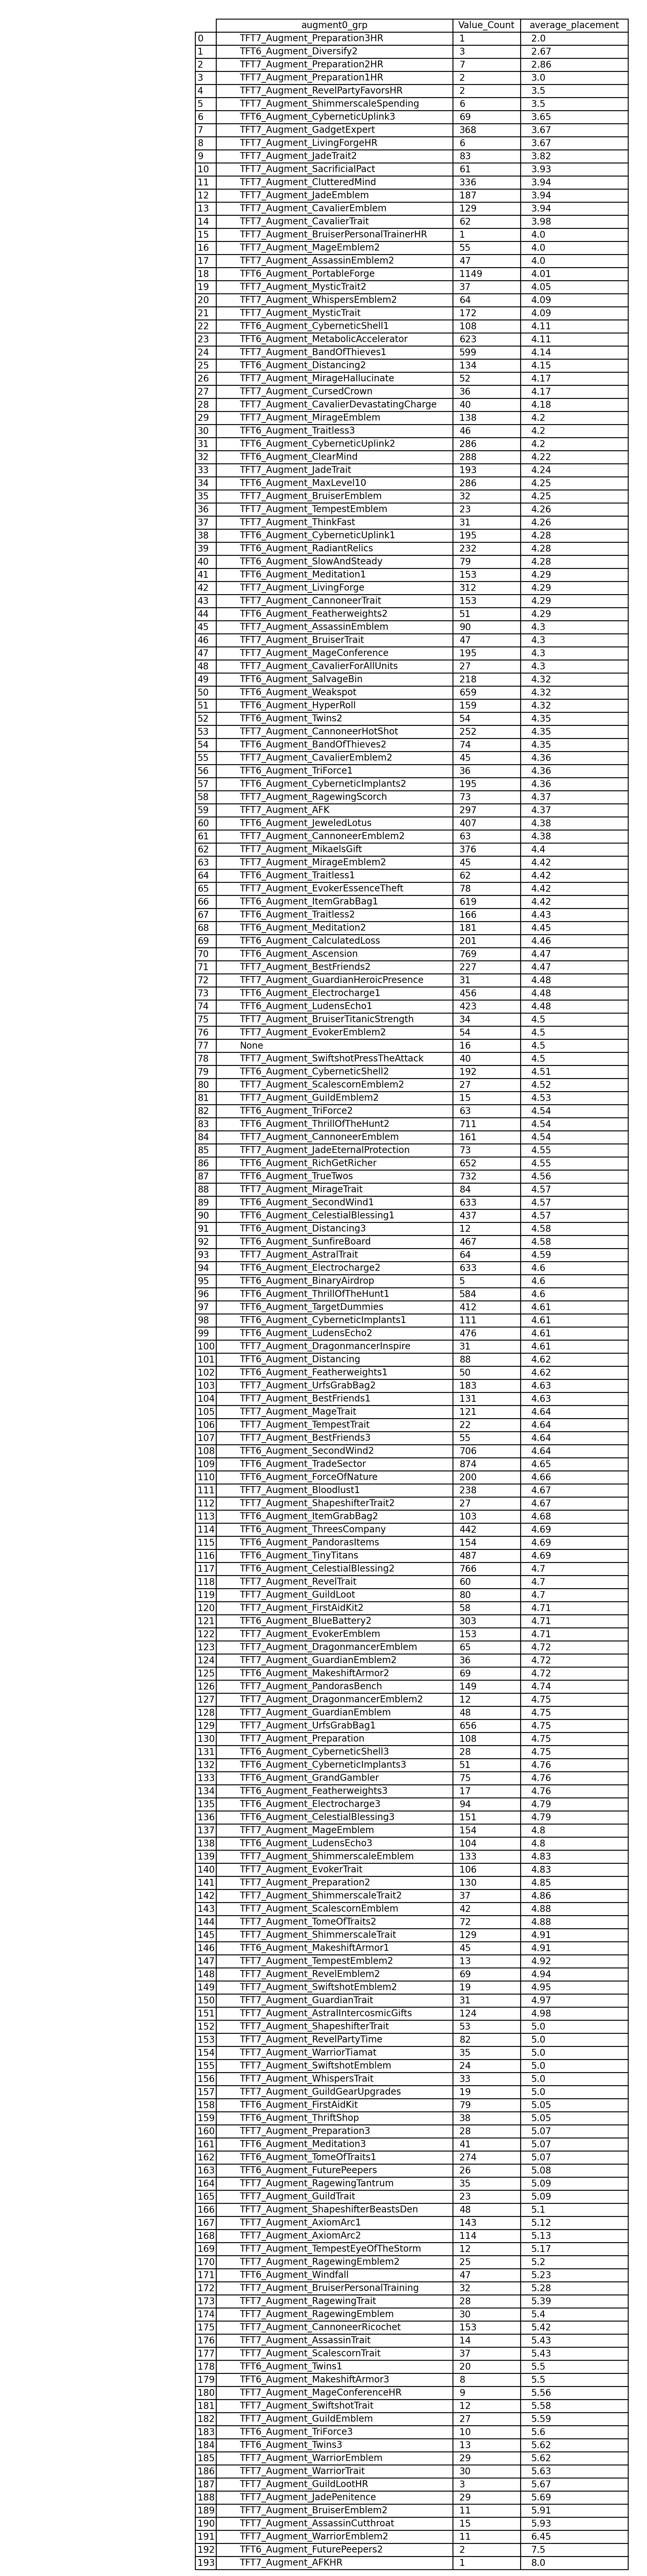 augment0_grp Value_Count average_placement
0 TFT7_Augment_Preparation3HR 1 2.0
1 TFT6_Augment_Diversify2 3 2.67
2 TFT7_Augment_Preparation2HR 7 2.86
3 TFT7_Augment_Preparation1HR 2 3.0
4 TFT7_Augment_RevelPartyFavorsHR 2 3.5
5 TFT7_Augment_ShimmerscaleSpending 6 3.5
6 TFT6_Augment_CyberneticUplink3 69 3.65
7 TFT7_Augment_GadgetExpert 368 3.67
8 TFT7_Augment_LivingForgeHR 6 3.67
9 TFT7_Augment_JadeTrait2 83 3.82
10 TFT7_Augment_SacrificialPact 61 3.93
11 TFT7_Augment_ClutteredMind 336 3.94
12 TFT7_Augment_JadeEmblem 187 3.94
13 TFT7_Augment_CavalierEmblem 129 3.94
14 TFT7_Augment_CavalierTrait 62 3.98
15 TFT7_Augment_BruiserPersonalTrainerHR 1 4.0
16 TFT7_Augment_MageEmblem2 55 4.0
17 TFT7_Augment_AssassinEmblem2 47 4.0
18 TFT6_Augment_PortableForge 1149 4.01
19 TFT7_Augment_MysticTrait2 37 4.05
20 TFT7_Augment_WhispersEmblem2 64 4.09
21 TFT7_Augment_MysticTrait 172 4.09
22 TFT6_Augment_CyberneticShell1 108 4.11
23 TFT6_Augment_MetabolicAccelerator 623 4.11
24 TFT7_Augment_BandOfThieves1 599 4.14
25 TFT6_Augment_Distancing2 134 4.15
26 TFT7_Augment_MirageHallucinate 52 4.17
27 TFT7_Augment_CursedCrown 36 4.17
28 TFT7_Augment_CavalierDevastatingCharge 40 4.18
29 TFT7_Augment_MirageEmblem 138 4.2
30 TFT6_Augment_Traitless3 46 4.2
31 TFT6_Augment_CyberneticUplink2 286 4.2
32 TFT6_Augment_ClearMind 288 4.22
33 TFT7_Augment_JadeTrait 193 4.24
34 TFT6_Augment_MaxLevel10 286 4.25
35 TFT7_Augment_BruiserEmblem 32 4.25
36 TFT7_Augment_TempestEmblem 23 4.26
37 TFT7_Augment_ThinkFast 31 4.26
38 TFT6_Augment_CyberneticUplink1 195 4.28
39 TFT6_Augment_RadiantRelics 232 4.28
40 TFT6_Augment_SlowAndSteady 79 4.28
41 TFT6_Augment_Meditation1 153 4.29
42 TFT7_Augment_LivingForge 312 4.29
43 TFT7_Augment_CannoneerTrait 153 4.29
44 TFT6_Augment_Featherweights2 51 4.29
45 TFT7_Augment_AssassinEmblem 90 4.3
46 TFT7_Augment_BruiserTrait 47 4.3
47 TFT7_Augment_MageConference 195 4.3
48 TFT7_Augment_CavalierForAllUnits 27 4.3
49 TFT6_Augment_SalvageBin 218 4.32
50 TFT6_Augment_Weakspot 659 4.32
51 TFT6_Augment_HyperRoll 159 4.32
52 TFT6_Augment_Twins2 54 4.35
53 TFT7_Augment_CannoneerHotShot 252 4.35
54 TFT6_Augment_BandOfThieves2 74 4.35
55 TFT7_Augment_CavalierEmblem2 45 4.36
56 TFT6_Augment_TriForce1 36 4.36
57 TFT6_Augment_CyberneticImplants2 195 4.36
58 TFT7_Augment_RagewingScorch 73 4.37
59 TFT7_Augment_AFK 297 4.37
60 TFT6_Augment_JeweledLotus 407 4.38
61 TFT7_Augment_CannoneerEmblem2 63 4.38
62 TFT7_Augment_MikaelsGift 376 4.4
63 TFT7_Augment_MirageEmblem2 45 4.42
64 TFT6_Augment_Traitless1 62 4.42
65 TFT7_Augment_EvokerEssenceTheft 78 4.42
66 TFT6_Augment_ItemGrabBag1 619 4.42
67 TFT6_Augment_Traitless2 166 4.43
68 TFT6_Augment_Meditation2 181 4.45
69 TFT6_Augment_CalculatedLoss 201 4.46
70 TFT6_Augment_Ascension 769 4.47
71 TFT7_Augment_BestFriends2 227 4.47
72 TFT7_Augment_GuardianHeroicPresence 31 4.48
73 TFT6_Augment_Electrocharge1 456 4.48
74 TFT6_Augment_LudensEcho1 423 4.48
75 TFT7_Augment_BruiserTitanicStrength 34 4.5
76 TFT7_Augment_EvokerEmblem2 54 4.5
77 None 16 4.5
78 TFT7_Augment_SwiftshotPressTheAttack 40 4.5
79 TFT6_Augment_CyberneticShell2 192 4.51
80 TFT7_Augment_ScalescornEmblem2 27 4.52
81 TFT7_Augment_GuildEmblem2 15 4.53
82 TFT6_Augment_TriForce2 63 4.54
83 TFT6_Augment_ThrillOfTheHunt2 711 4.54
84 TFT7_Augment_CannoneerEmblem 161 4.54
85 TFT7_Augment_JadeEternalProtection 73 4.55
86 TFT6_Augment_RichGetRicher 652 4.55
87 TFT6_Augment_TrueTwos 732 4.56
88 TFT7_Augment_MirageTrait 84 4.57
89 TFT6_Augment_SecondWind1 633 4.57
90 TFT6_Augment_CelestialBlessing1 437 4.57
91 TFT6_Augment_Distancing3 12 4.58
92 TFT6_Augment_SunfireBoard 467 4.58
93 TFT7_Augment_AstralTrait 64 4.59
94 TFT6_Augment_Electrocharge2 633 4.6
95 TFT6_Augment_BinaryAirdrop 5 4.6
96 TFT6_Augment_ThrillOfTheHunt1 584 4.6
97 TFT6_Augment_TargetDummies 412 4.61
98 TFT6_Augment_CyberneticImplants1 111 4.61
99 TFT6_Augment_LudensEcho2 476 4.61
100 TFT7_Augment_DragonmancerInspire 31 4.61
101 TFT6_Augment_Distancing 88 4.62
102 TFT6_Augment_Featherweights1 50 4.62
103 TFT7_Augment_UrfsGrabBag2 183 4.63
104 TFT7_Augment_BestFriends1 131 4.63
105 TFT7_Augment_MageTrait 121 4.64
106 TFT7_Augment_TempestTrait 22 4.64
107 TFT7_Augment_BestFriends3 55 4.64
108 TFT6_Augment_SecondWind2 706 4.64
109 TFT6_Augment_TradeSector 874 4.65
110 TFT6_Augment_ForceOfNature 200 4.66
111 TFT7_Augment_Bloodlust1 238 4.67
112 TFT7_Augment_ShapeshifterTrait2 27 4.67
113 TFT6_Augment_ItemGrabBag2 103 4.68
114 TFT6_Augment_ThreesCompany 442 4.69
115 TFT6_Augment_PandorasItems 154 4.69
116 TFT6_Augment_TinyTitans 487 4.69
117 TFT6_Augment_CelestialBlessing2 766 4.7
118 TFT7_Augment_RevelTrait 60 4.7
119 TFT7_Augment_GuildLoot 80 4.7
120 TFT7_Augment_FirstAidKit2 58 4.71
121 TFT6_Augment_BlueBattery2 303 4.71
122 TFT7_Augment_EvokerEmblem 153 4.71
123 TFT7_Augment_DragonmancerEmblem 65 4.72
124 TFT7_Augment_GuardianEmblem2 36 4.72
125 TFT6_Augment_MakeshiftArmor2 69 4.72
126 TFT7_Augment_PandorasBench 149 4.74
127 TFT7_Augment_DragonmancerEmblem2 12 4.75
128 TFT7_Augment_GuardianEmblem 48 4.75
129 TFT7_Augment_UrfsGrabBag1 656 4.75
130 TFT7_Augment_Preparation 108 4.75
131 TFT6_Augment_CyberneticShell3 28 4.75
132 TFT6_Augment_CyberneticImplants3 51 4.76
133 TFT6_Augment_GrandGambler 75 4.76
134 TFT6_Augment_Featherweights3 17 4.76
135 TFT6_Augment_Electrocharge3 94 4.79
136 TFT6_Augment_CelestialBlessing3 151 4.79
137 TFT7_Augment_MageEmblem 154 4.8
138 TFT6_Augment_LudensEcho3 104 4.8
139 TFT7_Augment_ShimmerscaleEmblem 133 4.83
140 TFT7_Augment_EvokerTrait 106 4.83
141 TFT7_Augment_Preparation2 130 4.85
142 TFT7_Augment_ShimmerscaleTrait2 37 4.86
143 TFT7_Augment_ScalescornEmblem 42 4.88
144 TFT7_Augment_TomeOfTraits2 72 4.88
145 TFT7_Augment_ShimmerscaleTrait 129 4.91
146 TFT6_Augment_MakeshiftArmor1 45 4.91
147 TFT7_Augment_TempestEmblem2 13 4.92
148 TFT7_Augment_RevelEmblem2 69 4.94
149 TFT7_Augment_SwiftshotEmblem2 19 4.95
150 TFT7_Augment_GuardianTrait 31 4.97
151 TFT7_Augment_AstralIntercosmicGifts 124 4.98
152 TFT7_Augment_ShapeshifterTrait 53 5.0
153 TFT7_Augment_RevelPartyTime 82 5.0
154 TFT7_Augment_WarriorTiamat 35 5.0
155 TFT7_Augment_SwiftshotEmblem 24 5.0
156 TFT7_Augment_WhispersTrait 33 5.0
157 TFT7_Augment_GuildGearUpgrades 19 5.0
158 TFT6_Augment_FirstAidKit 79 5.05
159 TFT6_Augment_ThriftShop 38 5.05
160 TFT7_Augment_Preparation3 28 5.07
161 TFT6_Augment_Meditation3 41 5.07
162 TFT6_Augment_TomeOfTraits1 274 5.07
163 TFT6_Augment_FuturePeepers 26 5.08
164 TFT7_Augment_RagewingTantrum 35 5.09
165 TFT7_Augment_GuildTrait 23 5.09
166 TFT7_Augment_ShapeshifterBeastsDen 48 5.1
167 TFT7_Augment_AxiomArc1 143 5.12
168 TFT7_Augment_AxiomArc2 114 5.13
169 TFT7_Augment_TempestEyeOfTheStorm 12 5.17
170 TFT7_Augment_RagewingEmblem2 25 5.2
171 TFT6_Augment_Windfall 47 5.23
172 TFT7_Augment_BruiserPersonalTraining 32 5.28
173 TFT7_Augment_RagewingTrait 28 5.39
174 TFT7_Augment_RagewingEmblem 30 5.4
175 TFT7_Augment_CannoneerRicochet 153 5.42
176 TFT7_Augment_AssassinTrait 14 5.43
177 TFT7_Augment_ScalescornTrait 37 5.43
178 TFT6_Augment_Twins1 20 5.5
179 TFT6_Augment_MakeshiftArmor3 8 5.5
180 TFT7_Augment_MageConferenceHR 9 5.56
181 TFT7_Augment_SwiftshotTrait 12 5.58
182 TFT7_Augment_GuildEmblem 27 5.59
183 TFT6_Augment_TriForce3 10 5.6
184 TFT6_Augment_Twins3 13 5.62
185 TFT7_Augment_WarriorEmblem 29 5.62
186 TFT7_Augment_WarriorTrait 30 5.63
187 TFT7_Augment_GuildLootHR 3 5.67
188 TFT7_Augment_JadePenitence 29 5.69
189 TFT7_Augment_BruiserEmblem2 11 5.91
190 TFT7_Augment_AssassinCutthroat 15 5.93
191 TFT7_Augment_WarriorEmblem2 11 6.45
192 TFT6_Augment_FuturePeepers2 2 7.5
193 TFT7_Augment_AFKHR 1 8.0